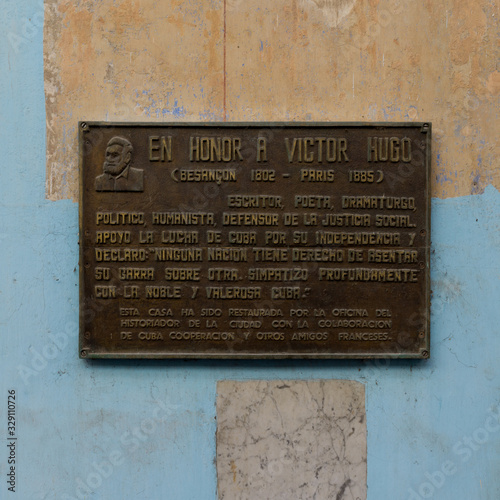 EN HONOR A VICTOR HUGO
(BESANÇON 1802 - PARIS 1885)
ESCRITOR, POETA, DRAMATURGO,
POLITICO HUMANISTA, DEFENSOR DE LA JUSTICIA SOCIAL.
APOYO LA LUCHA DE CUBA POR SU INDEPENDENCIA Y
DECLARO: NINGUNA NACION TIENE DERECHO DE ASENTAR
SU GARRA SOBRE OTRA. SIMPATIZO PROFUNDAMENTE
CON LA NOBLE Y VALEROSA CUBA.
ESTA CASA HA SIDO RESTAURADA POR LA OFICINA DEL
HISTORIADOR DE LA CIUDAD CON LA COLABORACION
DE CUBA COOPERACION Y OTROS AMIGOS FRANCESES.
Adobe Stock | #329110726